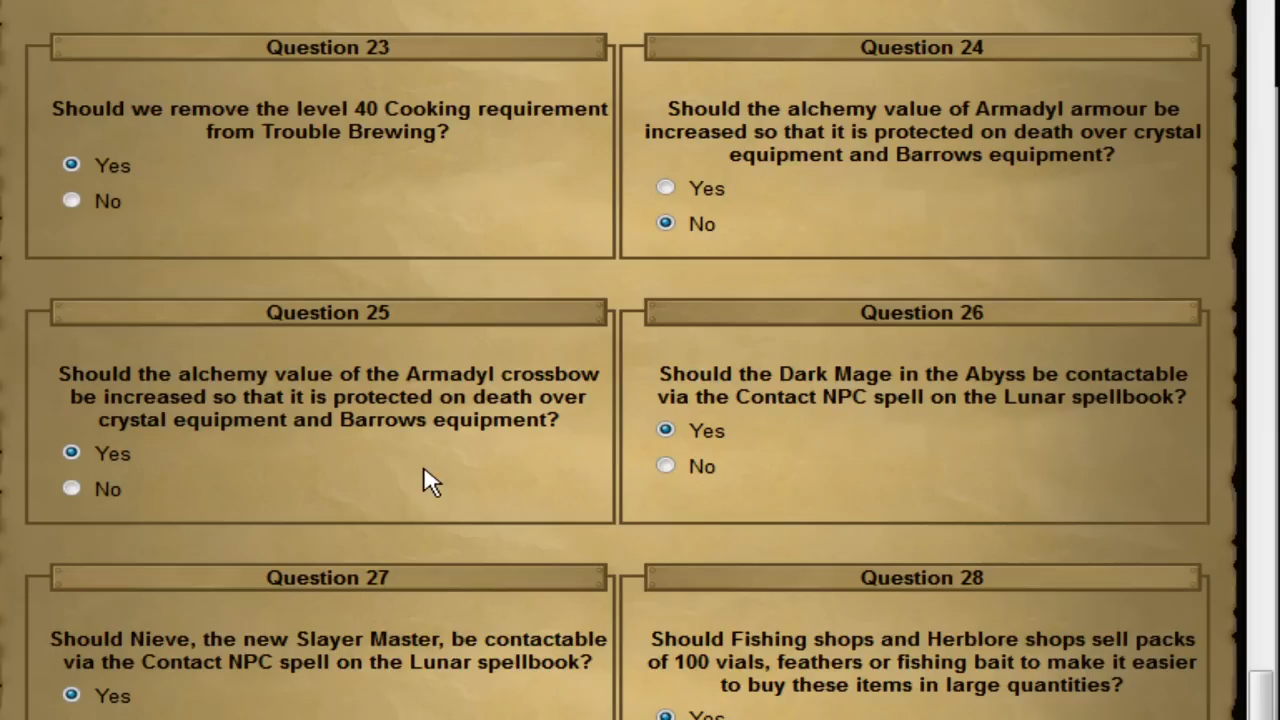 Question 23
Should we remove the level 40 Cooking requirement
from Trouble Brewing?
Yes
No
Question 24
Should the alchemy value of Armadyl armour be
increased so that it is protected on death over crystal
equipment and Barrows equipment?
Yes
No
Question 25
Should the alchemy value of the Armadyl crossbow
be increased so that it is protected on death over
crystal equipment and Barrows equipment?
Yes
No
Question 26
Should the Dark Mage in the Abyss be contactable
via the Contact NPC spell on the Lunar spellbook?
Yes
No
Question 27
Should Nieve, the new Slayer Master, be contactable
via the Contact NPC spell on the Lunar spellbook?
Yes
Question 28
Should Fishing shops and Herblore shops sell packs
of 100 vials, feathers or fishing bait to make it easier
to buy these items in large quantities?
Yes